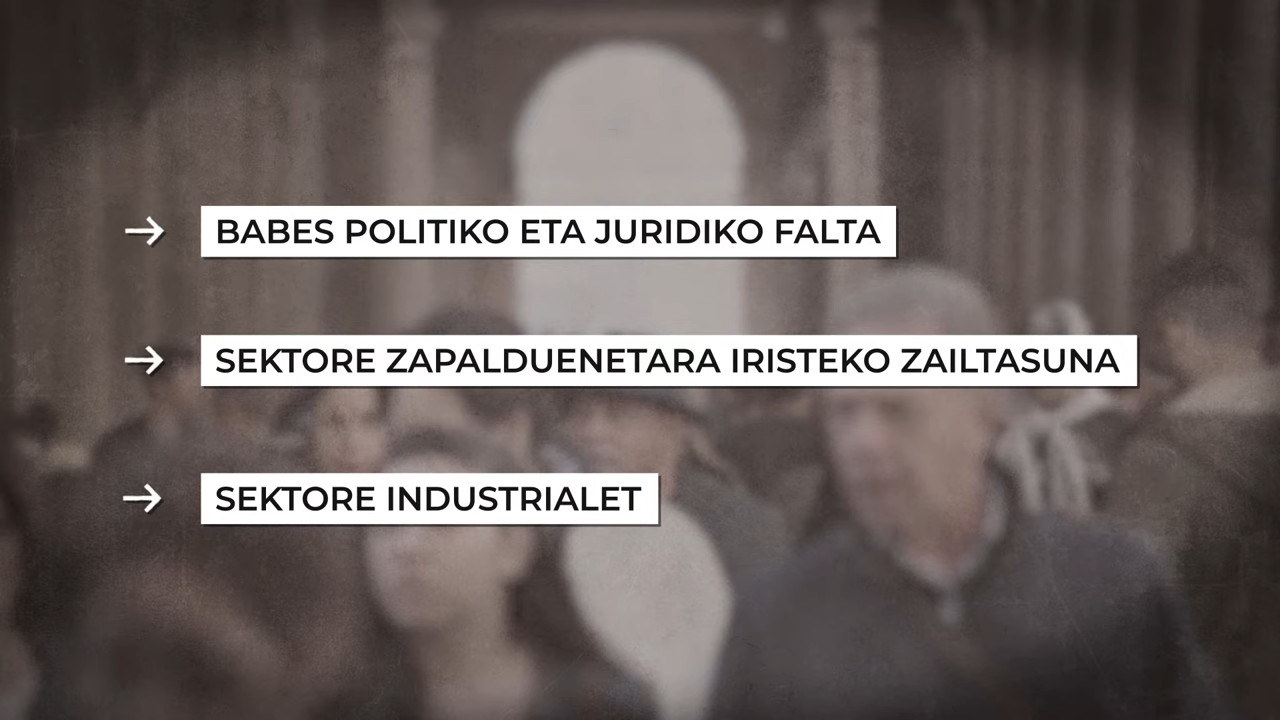 → BABES POLITIKO ETA JURIDIKO FALTA
→ SEKTORE ZAPALDUENETARA IRISTEKO ZAILTASUNA
→ SEKTORE INDUSTRIALET